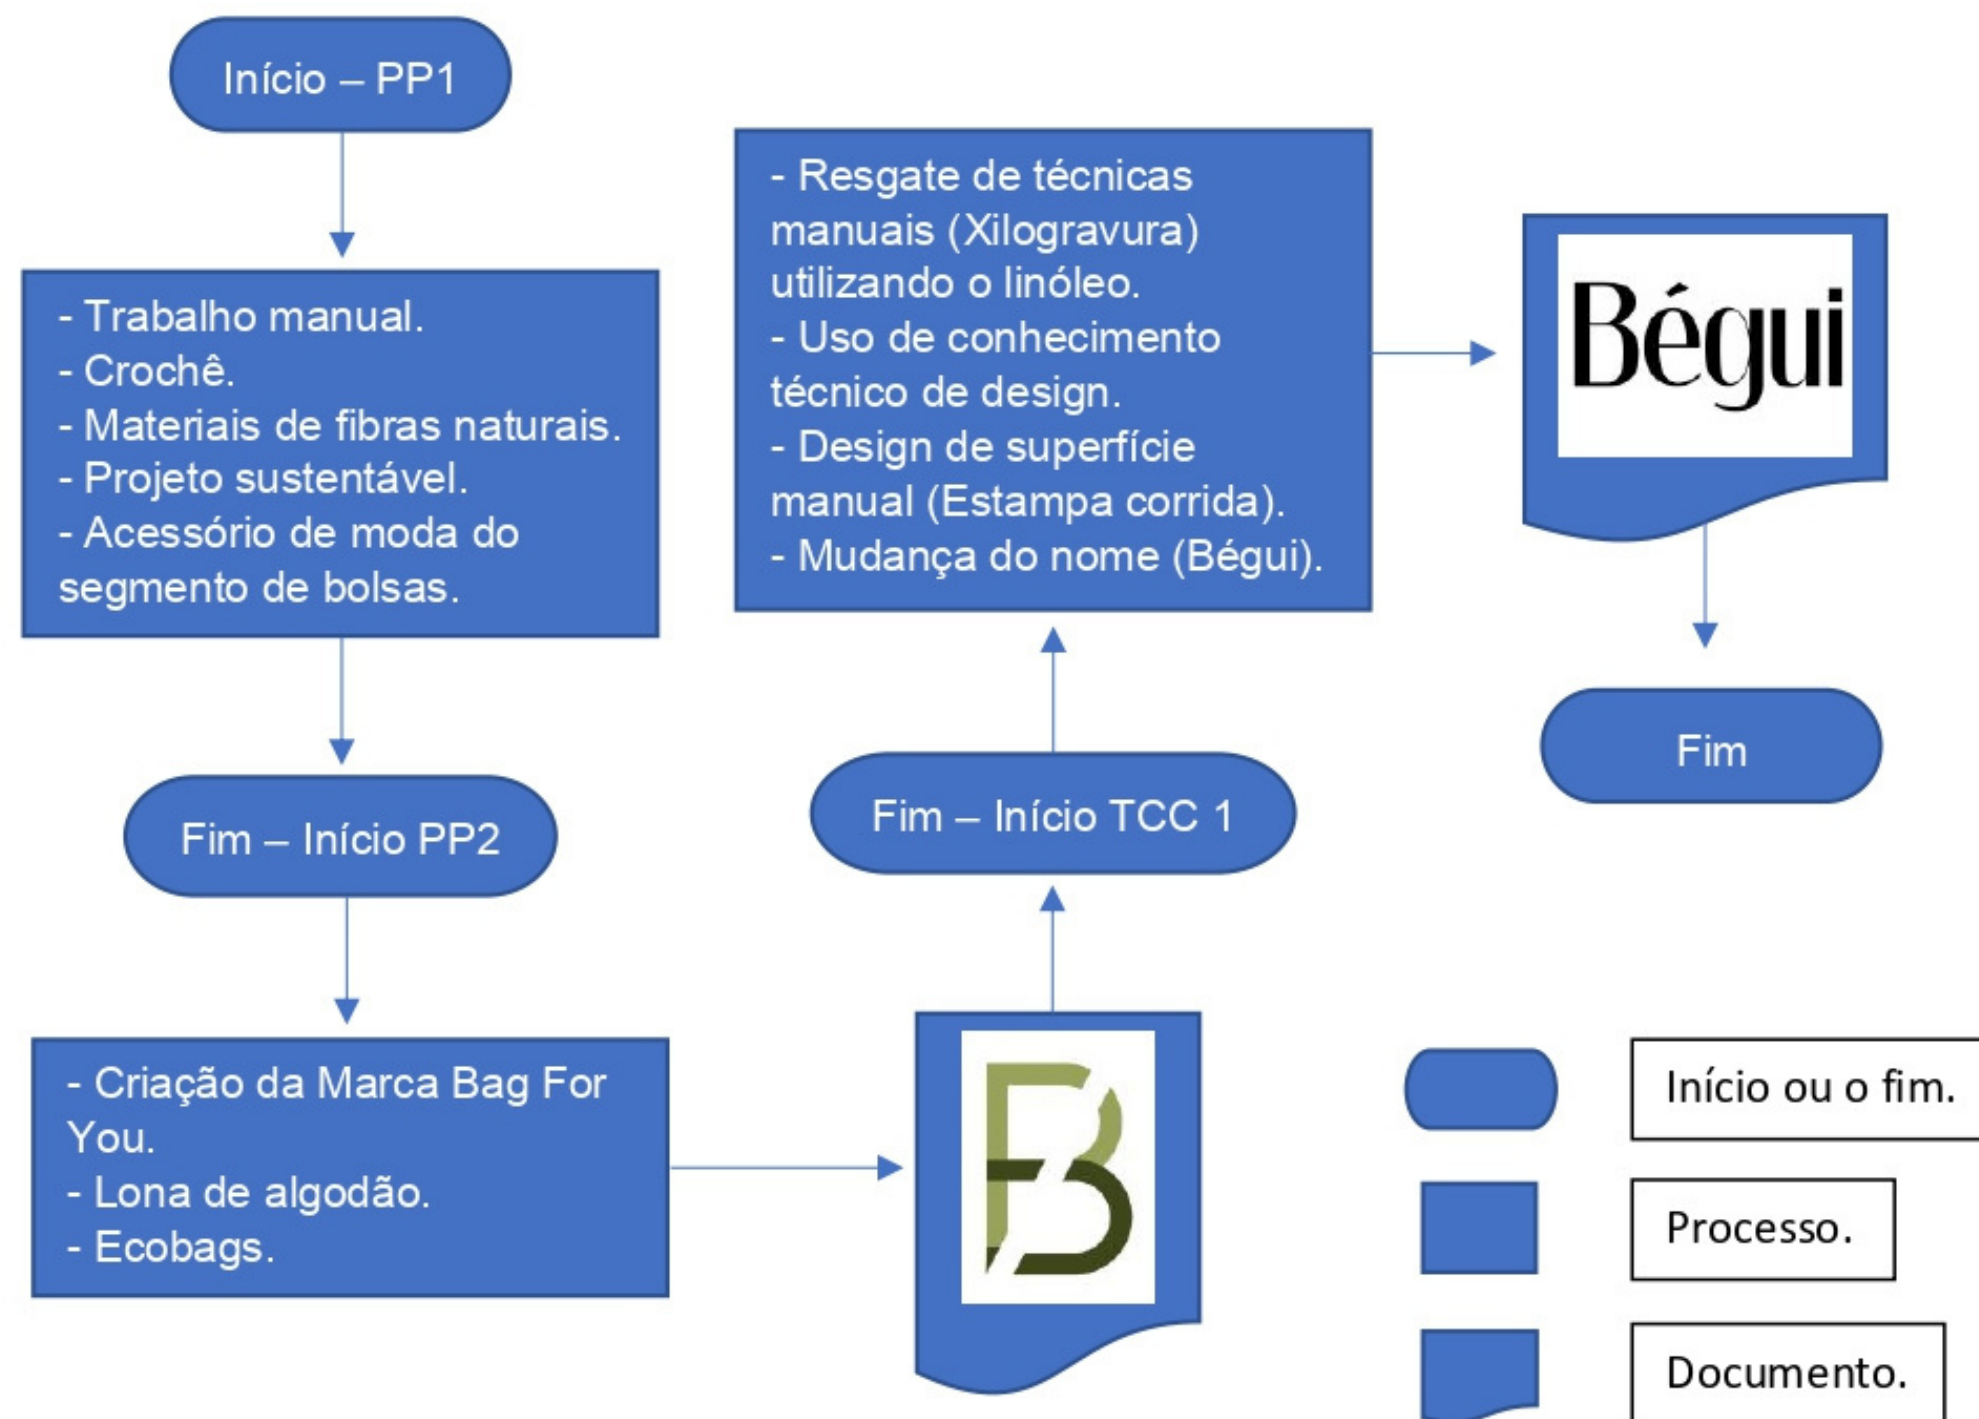 Início – PP1
- Trabalho manual.
- Crochê.
- Materiais de fibras naturais.
- Projeto sustentável.
- Acessório de moda do
segmento de bolsas.
Fim – Início PP2
- Criação da Marca Bag For
You.
- Lona de algodão.
- Ecobags.
FB
Fim – Início TCC 1
- Resgate de técnicas
manuais (Xilogravura)
utilizando o linóleo.
- Uso de conhecimento
técnico de design.
- Design de superfície
manual (Estampa corrida).
- Mudança do nome (Bégui).
Bégui
Fim
Início ou o fim.
Processo.
Documento.